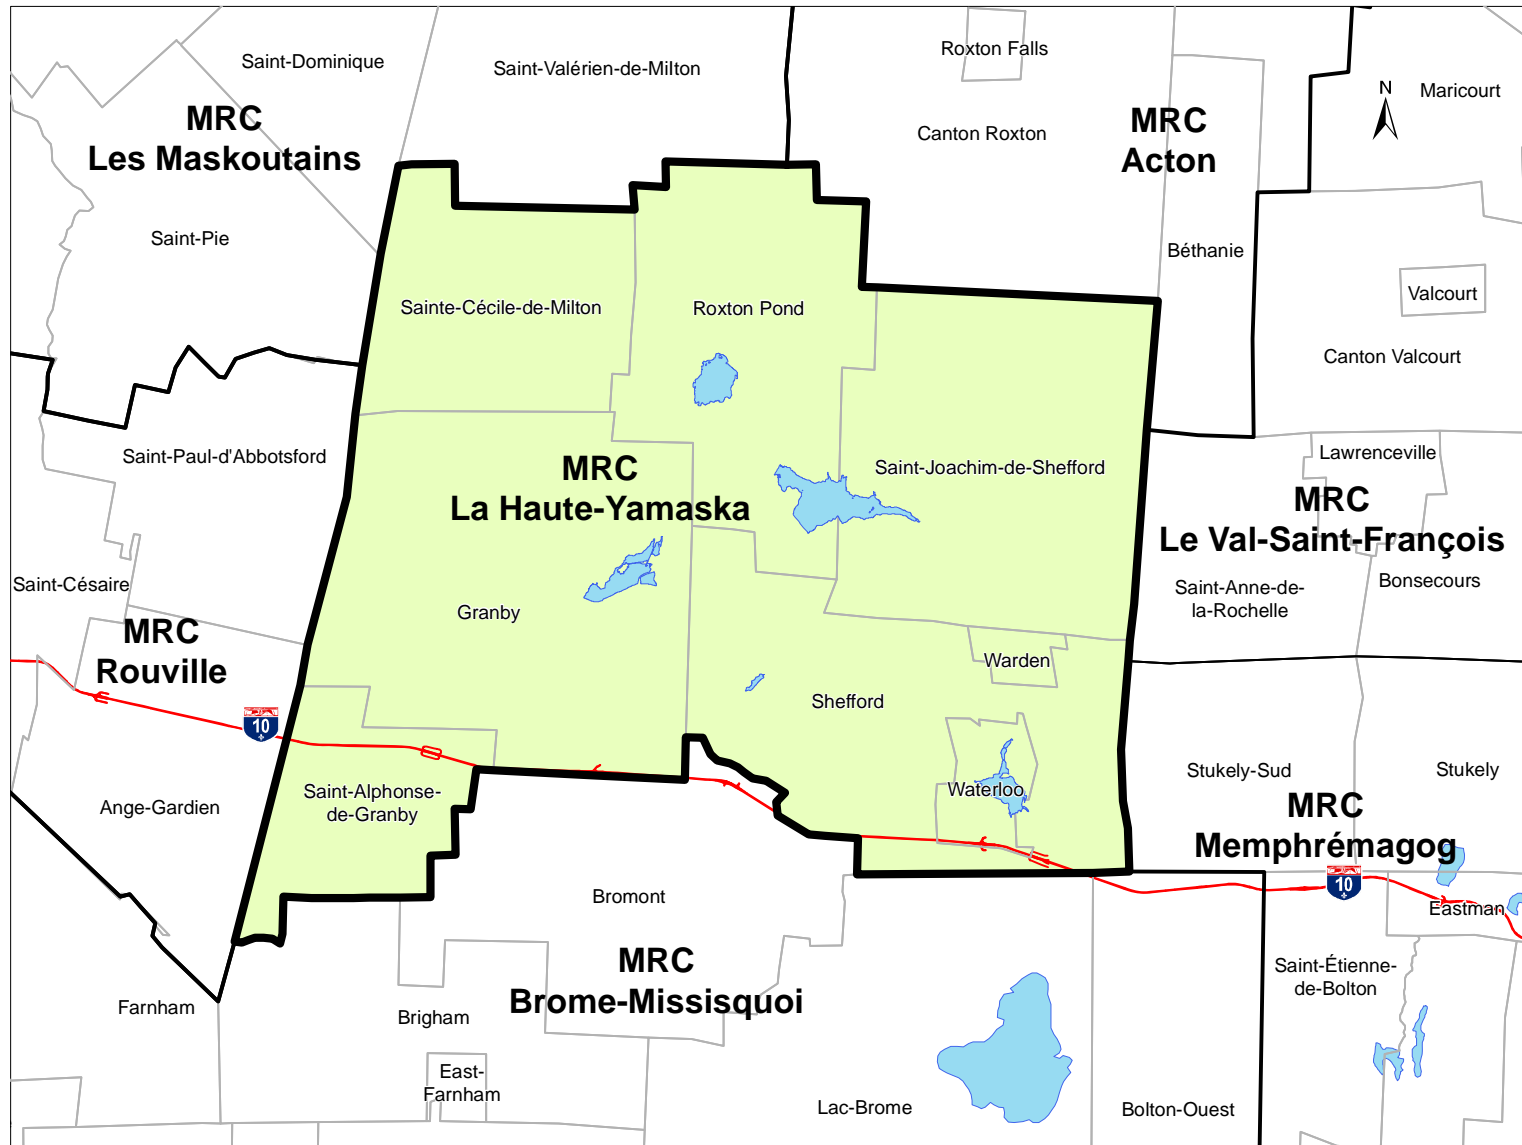 Roxton Falls
Saint-Dominique
Saint-Valérien-de-Milton
N
Maricourt
MRC
Les Maskoutains
Canton Roxton
MRC
Acton
Saint-Pie
Béthanie
Sainte-Cécile-de-Milton
Roxton Pond
Valcourt
Canton Valcourt
Saint-Paul-d'Abbotsford
MRC
La Haute-Yamaska
Saint-Joachim-de-Shefford
Lawrenceville
MRC
Le Val-Saint-François
Saint-Césaire
Granby
Saint-Anne-de-
la-Rochelle
Bonsecours
MRC
Rouville
Warden
Shefford
10
Saint-Alphonse-
de-Granby
Waterloo
Stukely-Sud
Stukely
Ange-Gardien
MRC
Memphrémagog
10
Bromont
Eastman
MRC
Brome-Missisquoi
Saint-Étienne-
de-Bolton
Farnham
Brigham
East-
Farnham
Lac-Brome
Bolton-Ouest